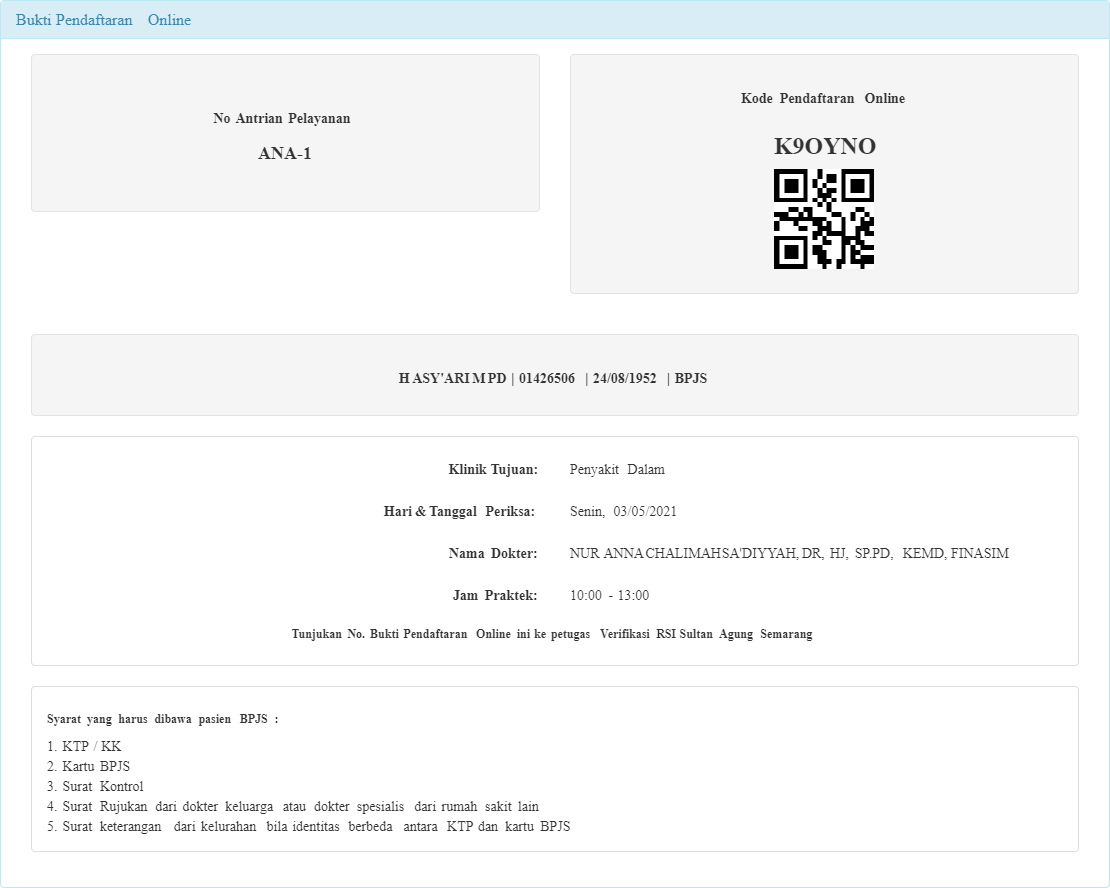 Bukti Pendaftaran Online
No Antrian Pelayanan
ANA-1
Kode Pendaftaran Online
K9OYNO
H ASY'ARI M PD | 01426506 | 24/08/1952 | BPJS
Klinik Tujuan: Penyakit Dalam
Hari & Tanggal Periksa: Senin, 03/05/2021
Nama Dokter: NUR ANNA CHALIMAH SA'DIYYAH, DR, HJ, SP.PD, KEMD, FINASIM
Jam Praktek: 10:00 - 13:00
Tunjukan No. Bukti Pendaftaran Online ini ke petugas Verifikasi RSI Sultan Agung Semarang
Syarat yang harus dibawa pasien BPJS :
1. KTP / KK
2. Kartu BPJS
3. Surat Kontrol
4. Surat Rujukan dari dokter keluarga atau dokter spesialis dari rumah sakit lain
5. Surat keterangan dari kelurahan bila identitas berbeda antara KTP dan kartu BPJS